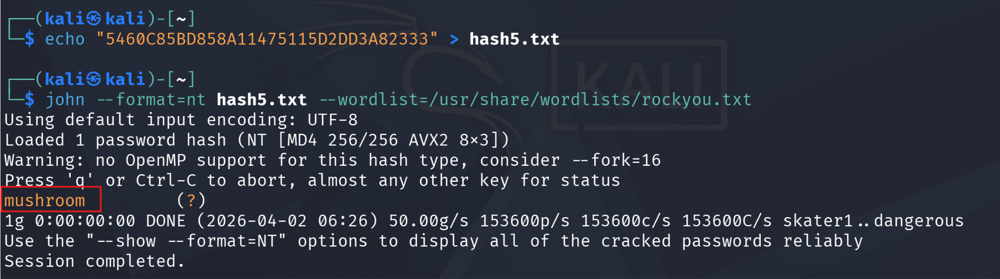 ┌──(kali㉿kali)-[~]
└─$ echo "5460C85BD858A11475115D2DD3A82333" > hash5.txt
┌──(kali㉿kali)-[~]
└─$ john --format=nt hash5.txt --wordlist=/usr/share/wordlists/rockyou.txt
Using default input encoding: UTF-8
Loaded 1 password hash (NT [MD4 256/256 AVX2 8×3])
Warning: no OpenMP support for this hash type, consider --fork=16
Press 'q' or Ctrl-C to abort, almost any other key for status
mushroom         (?)
1g 0:00:00:00 DONE (2026-04-02 06:26) 50.00g/s 153600p/s 153600c/s 153600C/s skater1..dangerous
Use the "--show --format=NT" options to display all of the cracked passwords reliably
Session completed.
KALI